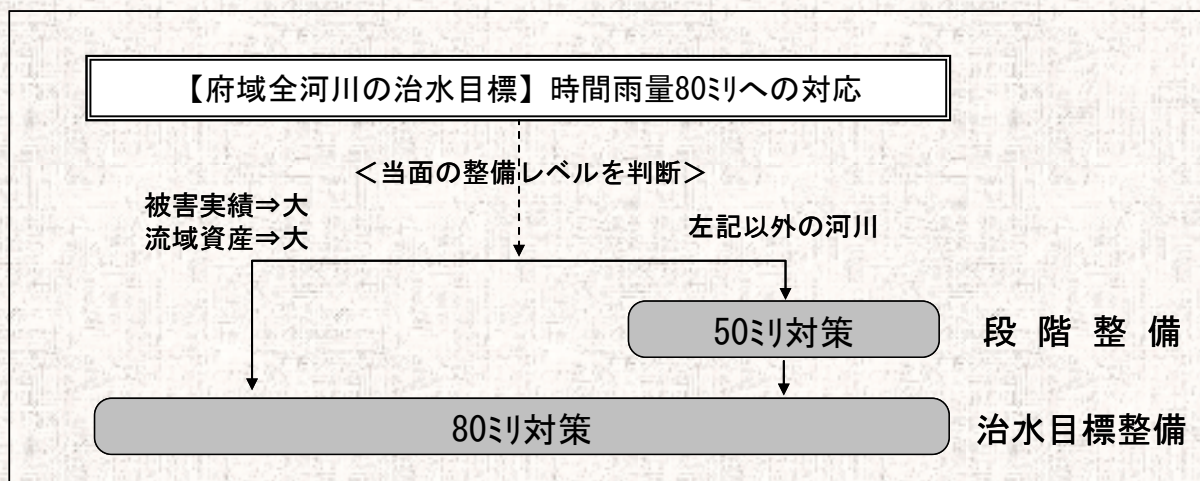 【府域全河川の治水目標】時間雨量80ﾐﾘへの対応
＜当面の整備レベルを判断＞
被害実績⇒大
流域資産⇒大
左記以外の河川
50ﾐﾘ対策
段階整備
80ﾐﾘ対策
治水目標整備